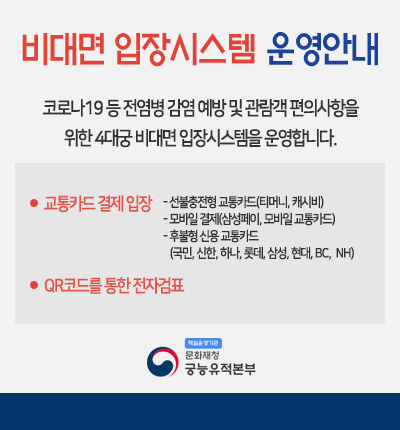 비대면 입장시스템 운영안내
코로나19 등 전염병 감염 예방 및 관람객 편의사항을
위한 4대궁 비대면 입장시스템을 운영합니다.
• 교통카드 결제 입장 - 선불충전형 교통카드(티머니, 캐시비)
- 모바일 결제(삼성페이, 모바일 교통카드)
- 후불형 신용 교통카드
(국민, 신한, 하나, 롯데, 삼성, 현대, BC, NH)
• QR코드를 통한 전자검표
책임운영기관
문화재청
궁능유적본부